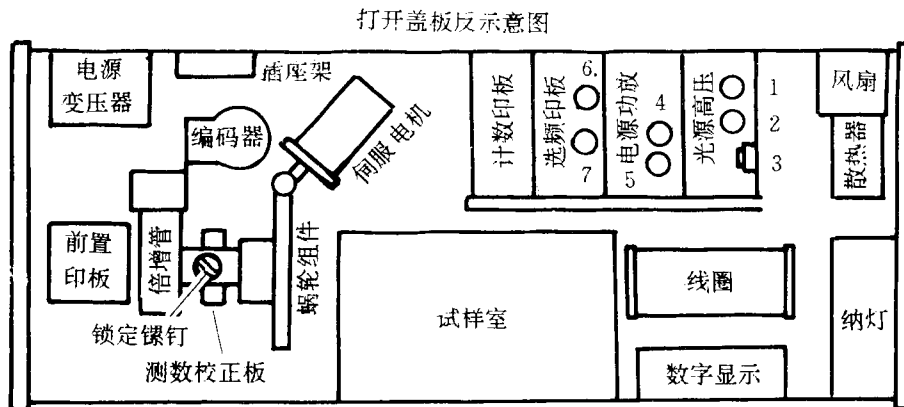 打开盖板反示意图
电源
变压器
插座架
编码器
伺服电机
计数印板
选频印板
6.
7
电源功放
4
5
光源高压
1
2
3
风扇
散热器
前置
印板
倍增管
蜗轮组件
锁定镙钉
测数校正板
试样室
线圈
数字显示
纳灯